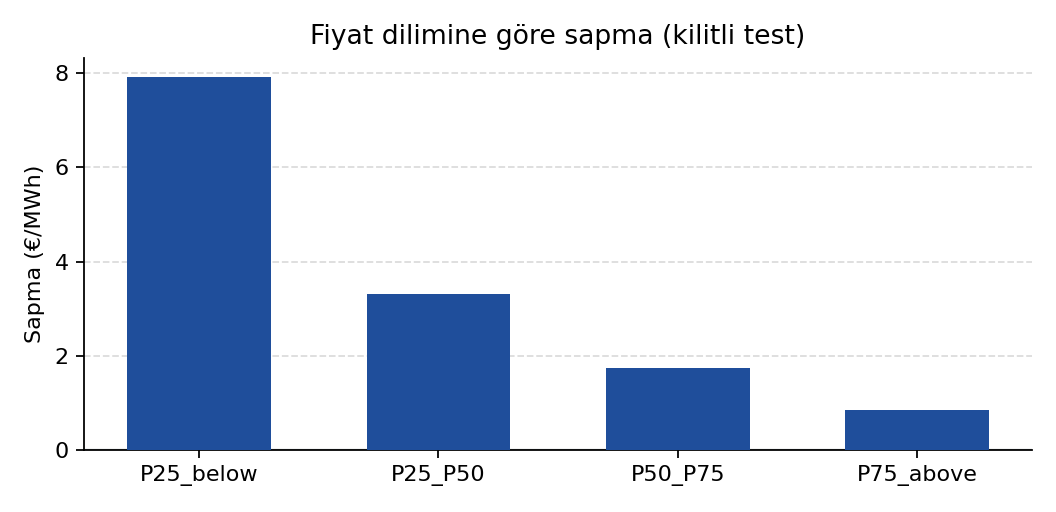 Fiyat dilimine göre sapma (kilitli test)
Sapma (€/MWh)
8
6
4
2
0
P25_below P25_P50 P50_P75 P75_above